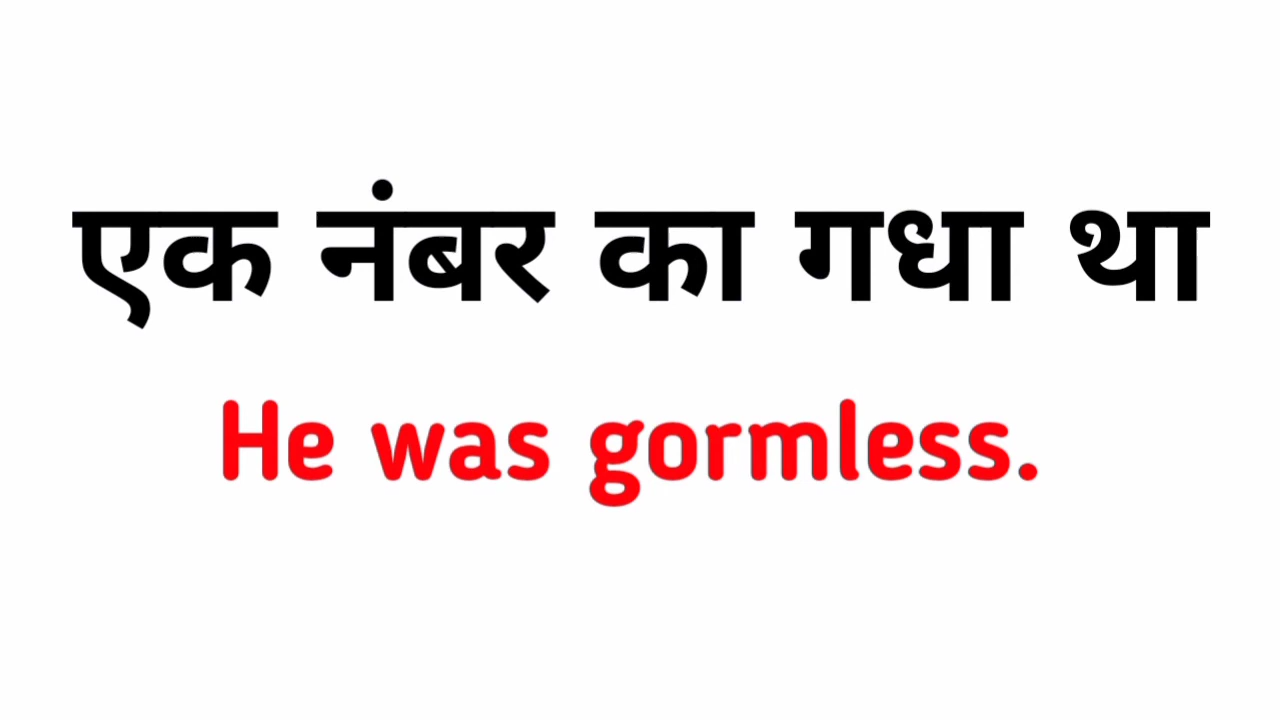 एक नंबर का गधा था
He was gormless.